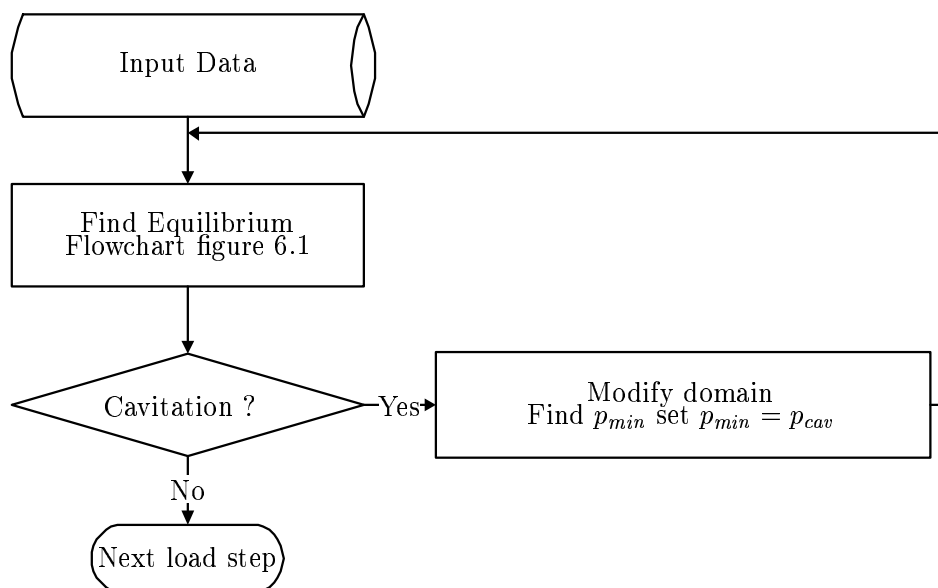 Input Data
Find Equilibrium
Flowchart figure 6.1
Cavitation ?
Yes
Modify domain
Find p_min set p_min = p_cav
No
Next load step